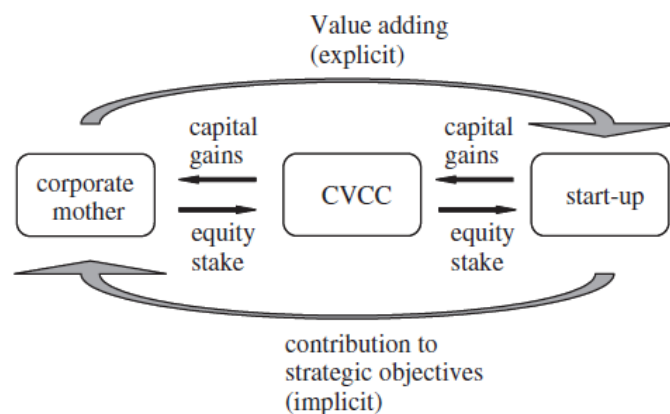 Value adding
(explicit)
capital
gains
capital
gains
corporate
mother
CVCC
start-up
equity
stake
equity
stake
contribution to
strategic objectives
(implicit)